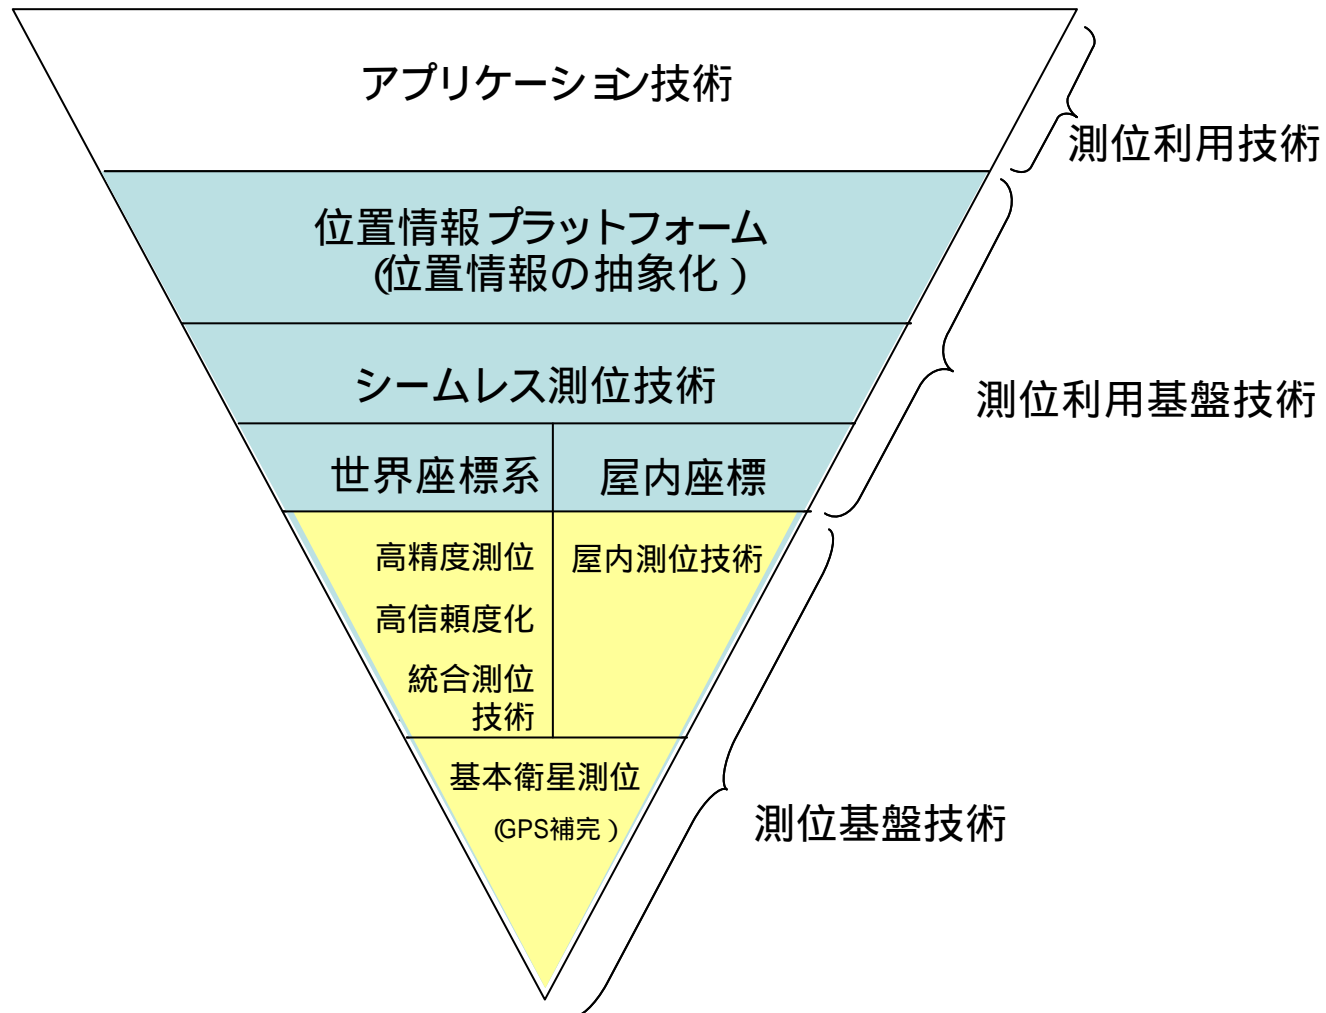 アプリケーション技術
測位利用技術
位置情報プラットフォーム
(位置情報の抽象化)
シームレス測位技術
測位利用基盤技術
世界座標系
屋内座標
高精度測位
屋内測位技術
高信頼度化
統合測位
技術
基本衛星測位
(GPS補完)
測位基盤技術